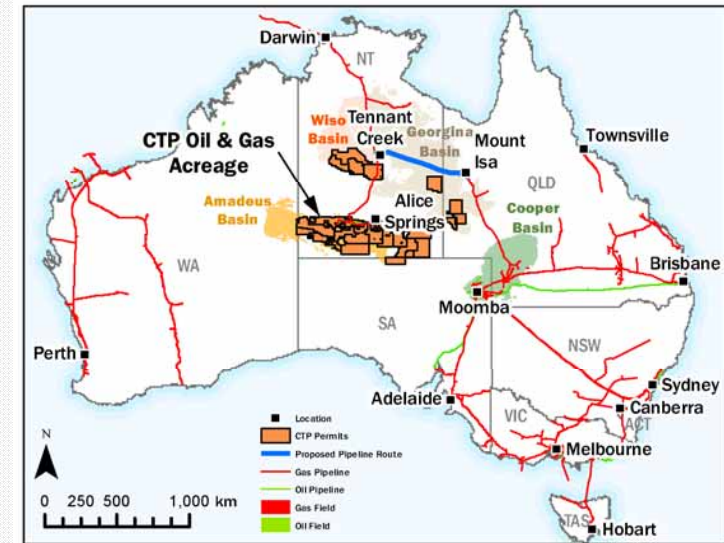 Darwin
NT
Wiso
Basin
Tennant
Creek
Georgina
Basin
Mount
Isa
Townsville
CTP Oil & Gas
Acreage
Amadeus
Basin
Alice
Springs
QLD
Cooper
Basin
WA
Brisbane
Moomba
SA
NSW
Perth
Adelaide
Sydney
Canberra
ACT
VIC
Melbourne
TAS
Hobart
N
0 250 500 1,000 km
Location
CTP Permits
Proposed Pipeline Route
Gas Pipeline
Oil Pipeline
Gas Field
Oil Field